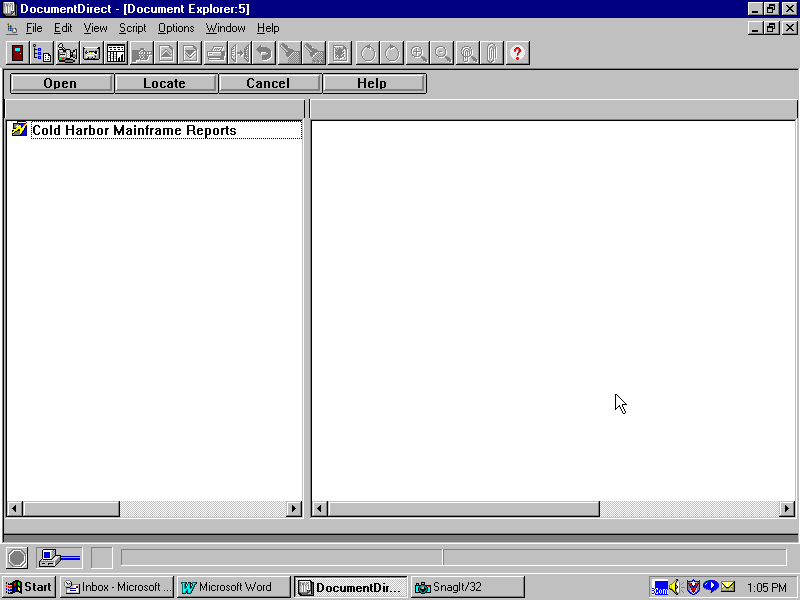 DocumentDirect - [Document Explorer:5]
File Edit View Script Options Window Help
Open Locate Cancel Help
Cold Harbor Mainframe Reports
Start Inbox - Microsoft ... Microsoft Word DocumentDir... SnagIt/32 3com 1:05 PM